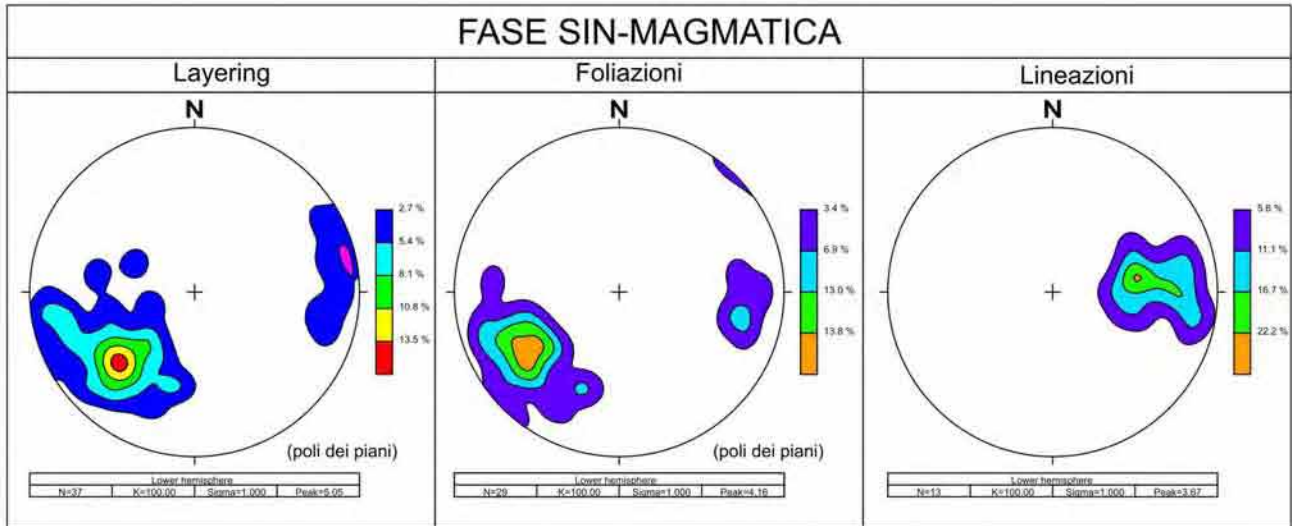 FASE SIN-MAGMATICA
Layering
Foliazioni
Lineazioni
N
2.7 %
5.4 %
8.1 %
10.8 %
13.5 %
(poli dei piani)
Lower hemisphere
N=37 K=100.00 Sigma=1.000 Peak=5.05
N
3.4 %
6.9 %
13.0 %
13.8 %
(poli dei piani)
Lower hemisphere
N=29 K=100.00 Sigma=1.000 Peak=4.16
N
5.6 %
11.1 %
16.7 %
22.2 %
Lower hemisphere
N=13 K=100.00 Sigma=1.000 Peak=3.67